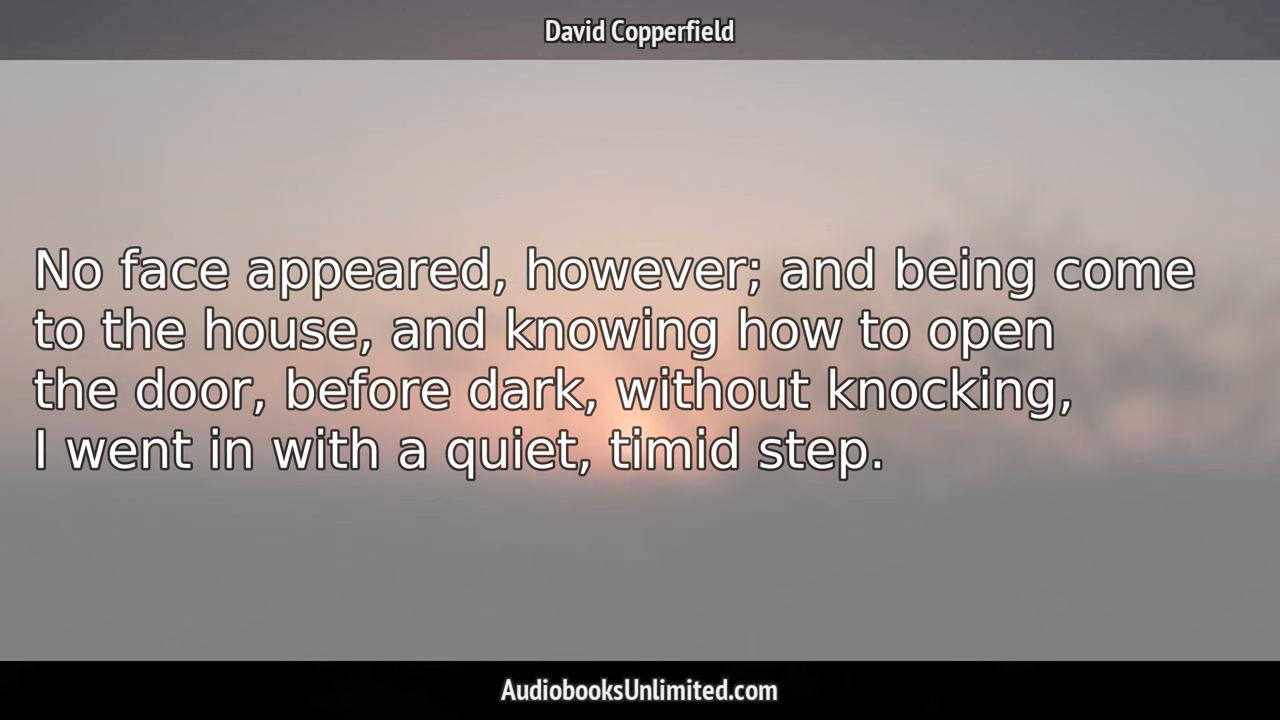 David Copperfield
No face appeared, however; and being come
to the house, and knowing how to open
the door, before dark, without knocking,
I went in with a quiet, timid step.
AudiobooksUnlimited.com